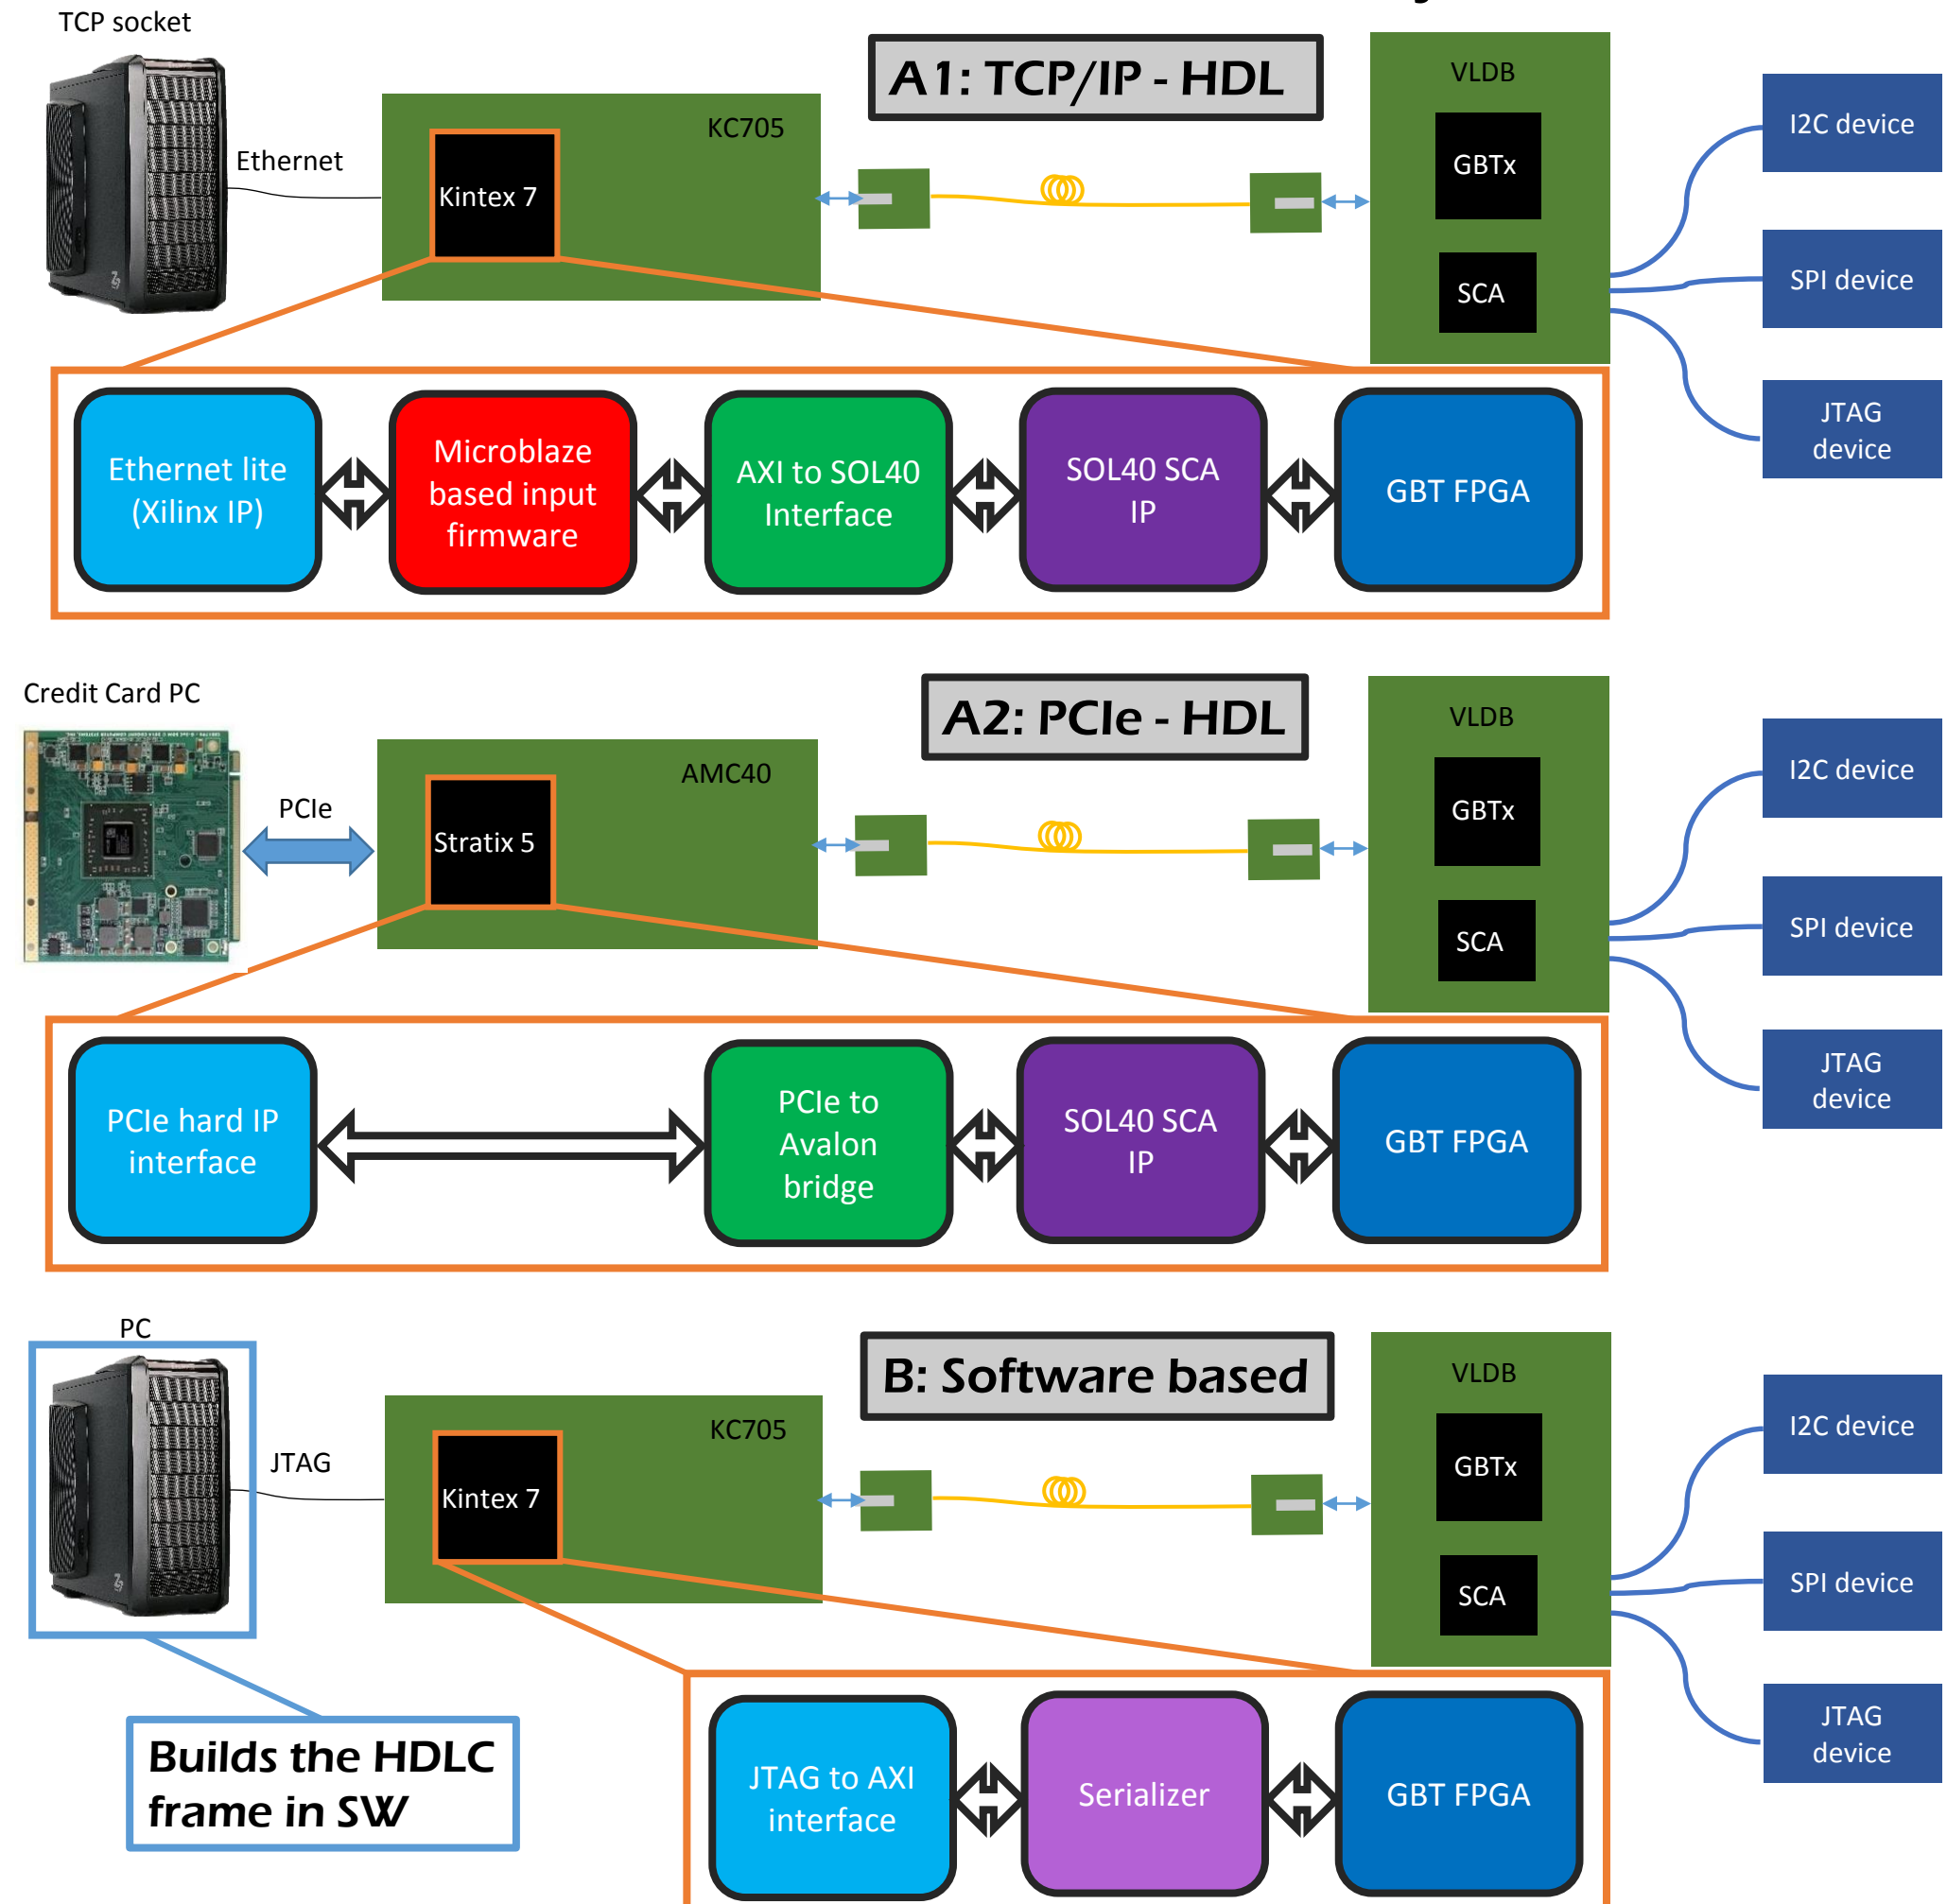 TCP socket
A1: TCP/IP - HDL
VLDB
KC705
I2C device
GBTx
Ethernet
Kintex 7
SPI device
SCA
JTAG
device
Ethernet lite
(Xilinx IP)
Microblaze
based input
firmware
AXI to SOL40
Interface
SOL40 SCA
IP
GBT FPGA
Credit Card PC
A2: PCIe - HDL
VLDB
AMC40
I2C device
PCIe
GBTx
Stratix 5
SPI device
SCA
JTAG
device
PCIe hard IP
interface
PCIe to
Avalon
bridge
SOL40 SCA
IP
GBT FPGA
PC
B: Software based
VLDB
KC705
I2C device
JTAG
GBTx
Kintex 7
SPI device
SCA
JTAG
device
Builds the HDLC
frame in SW
JTAG to AXI
interface
Serializer
GBT FPGA